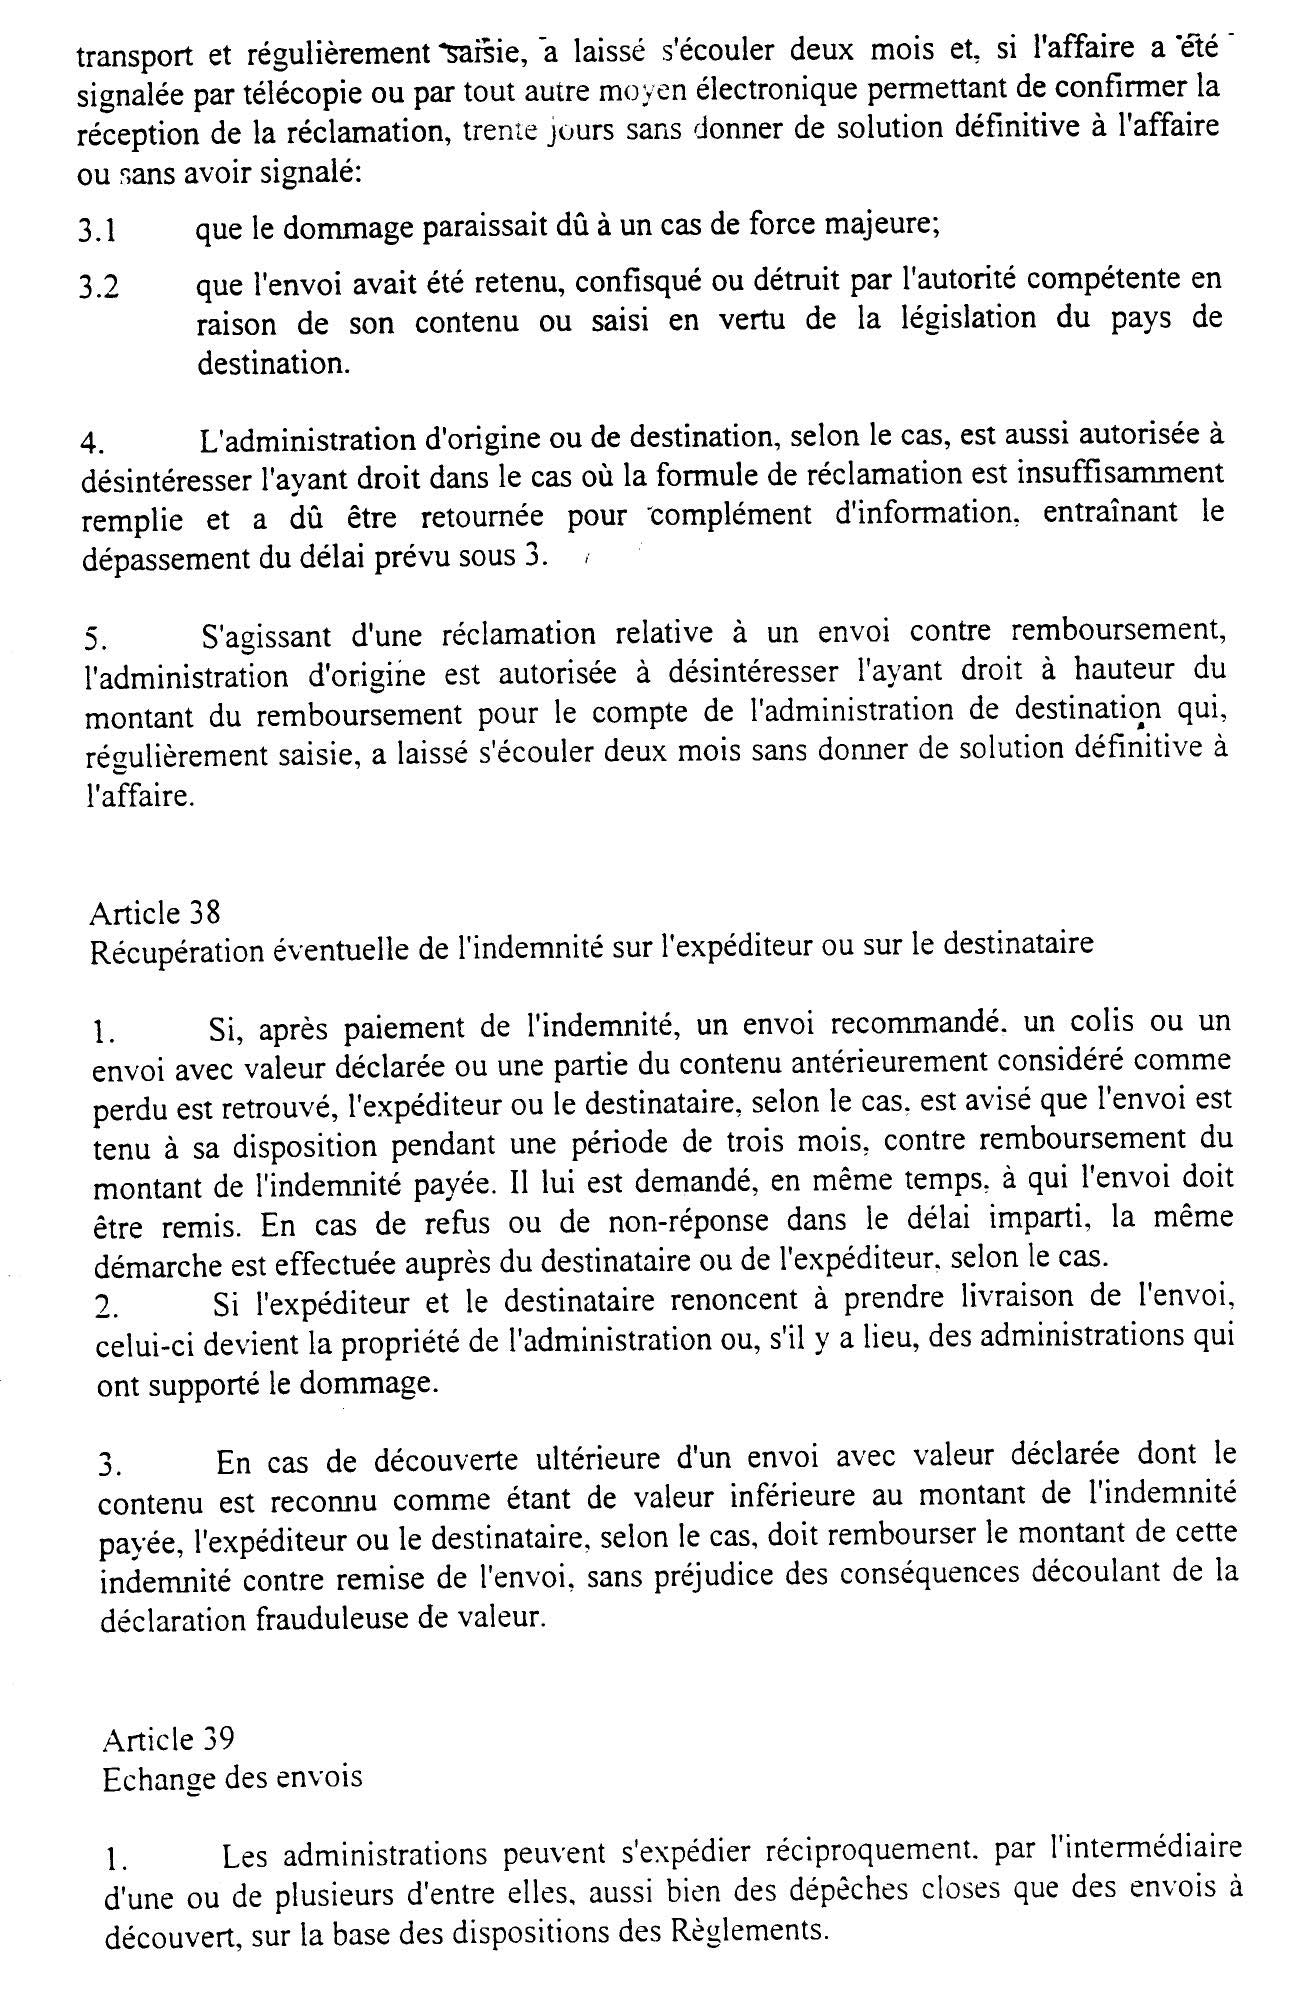 transport et régulièrement saisie, a laissé s'écouler deux mois et, si l'affaire a été
signalée par télécopie ou par tout autre moyen électronique permettant de confirmer la
réception de la réclamation, trente jours sans donner de solution définitive à l'affaire
ou sans avoir signalé:
3.1 que le dommage paraissait dû à un cas de force majeure;
3.2 que l'envoi avait été retenu, confisqué ou détruit par l'autorité compétente en
raison de son contenu ou saisi en vertu de la législation du pays de
destination.
4. L'administration d'origine ou de destination, selon le cas, est aussi autorisée à
désintéresser l'ayant droit dans le cas où la formule de réclamation est insuffisamment
remplie et a dû être retournée pour complément d'information, entraînant le
dépassement du délai prévu sous 3.
5. S'agissant d'une réclamation relative à un envoi contre remboursement,
l'administration d'origine est autorisée à désintéresser l'ayant droit à hauteur du
montant du remboursement pour le compte de l'administration de destination qui,
régulièrement saisie, a laissé s'écouler deux mois sans donner de solution définitive à
l'affaire.
Article 38
Récupération éventuelle de l'indemnité sur l'expéditeur ou sur le destinataire
1. Si, après paiement de l'indemnité, un envoi recommandé, un colis ou un
envoi avec valeur déclarée ou une partie du contenu antérieurement considéré comme
perdu est retrouvé, l'expéditeur ou le destinataire, selon le cas, est avisé que l'envoi est
tenu à sa disposition pendant une période de trois mois, contre remboursement du
montant de l'indemnité payée. Il lui est demandé, en même temps, à qui l'envoi doit
être remis. En cas de refus ou de non-réponse dans le délai imparti, la même
démarche est effectuée auprès du destinataire ou de l'expéditeur, selon le cas.
2. Si l'expéditeur et le destinataire renoncent à prendre livraison de l'envoi,
celui-ci devient la propriété de l'administration ou, s'il y a lieu, des administrations qui
ont supporté le dommage.
3. En cas de découverte ultérieure d'un envoi avec valeur déclarée dont le
contenu est reconnu comme étant de valeur inférieure au montant de l'indemnité
payée, l'expéditeur ou le destinataire, selon le cas, doit rembourser le montant de cette
indemnité contre remise de l'envoi, sans préjudice des conséquences découlant de la
déclaration frauduleuse de valeur.
Article 39
Echange des envois
1. Les administrations peuvent s'expédier réciproquement, par l'intermédiaire
d'une ou de plusieurs d'entre elles, aussi bien des dépêches closes que des envois à
découvert, sur la base des dispositions des Règlements.